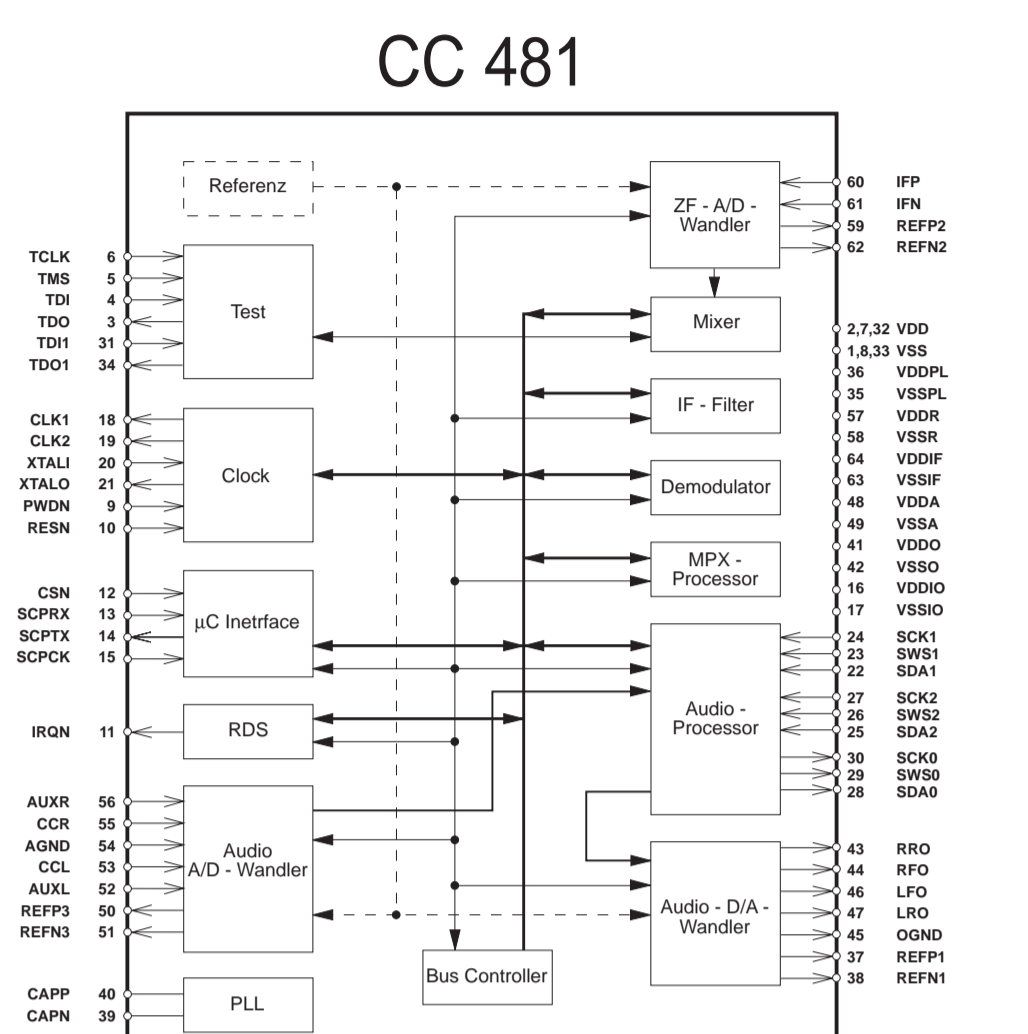 CC 481
Referenz
ZF - A/D -
Wandler
60 IFP
61 IFN
59 REFP2
62 REFN2
TCLK 6
TMS 5
TDI 4
TDO 3
TDI1 31
TDO1 34
Test
Mixer
2,7,32 VDD
1,8,33 VSS
36 VDDPL
35 VSSPL
57 VDDR
58 VSSR
64 VDDIF
63 VSSIF
48 VDDA
49 VSSA
41 VDDO
42 VSSO
16 VDDIO
17 VSSIO
IF - Filter
CLK1 18
CLK2 19
XTALI 20
XTALO 21
PWDN 9
RESN 10
Clock
Demodulator
MPX -
Processor
CSN 12
SCPRX 13
SCPTX 14
SCPCK 15
µC Inetrface
Audio -
Processor
24 SCK1
23 SWS1
22 SDA1
27 SCK2
26 SWS2
25 SDA2
30 SCK0
29 SWS0
28 SDA0
IRQN 11
RDS
AUXR 56
CCR 55
AGND 54
CCL 53
AUXL 52
REFP3 50
REFN3 51
Audio
A/D - Wandler
Audio - D/A -
Wandler
43 RRO
44 RFO
46 LFO
47 LRO
45 OGND
37 REFP1
38 REFN1
Bus Controller
CAPP 40
CAPN 39
PLL